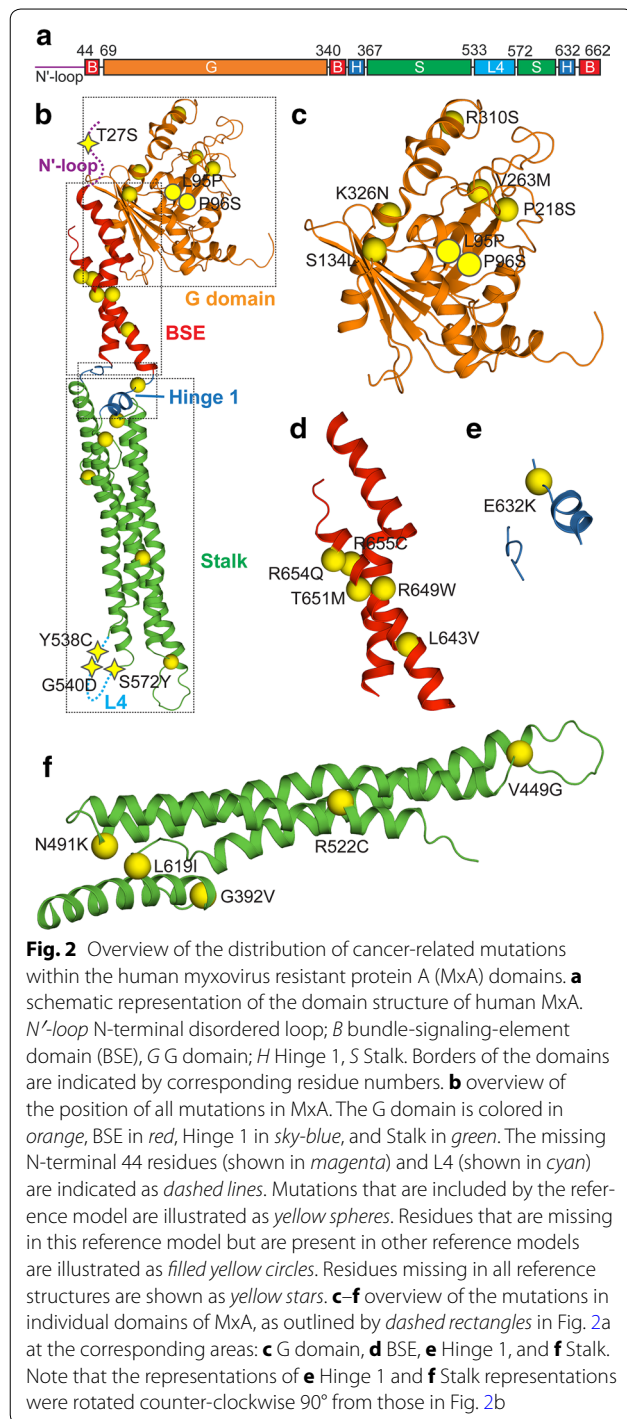 a
44 69 340 367 533 572 632 662
N'-loop B G B H S L4 S H B
b
T27S
N'-loop
L95P
P96S
G domain
BSE
Hinge 1
Stalk
Y538C
G540D
S572Y
L4
c
R310S
K326N
V263M
P218S
L95P
S134L
P96S
d
R655C
R654Q
T651M
R649W
L643V
e
E632K
f
V449G
N491K
R522C
L619I
G392V
Fig. 2 Overview of the distribution of cancer-related mutations
within the human myxovirus resistant protein A (MxA) domains. a
schematic representation of the domain structure of human MxA.
N′-loop N-terminal disordered loop; B bundle-signaling-element
domain (BSE), G G domain; H Hinge 1, S Stalk. Borders of the domains
are indicated by corresponding residue numbers. b overview of
the position of all mutations in MxA. The G domain is colored in
orange, BSE in red, Hinge 1 in sky-blue, and Stalk in green. The missing
N-terminal 44 residues (shown in magenta) and L4 (shown in cyan)
are indicated as dashed lines. Mutations that are included by the refer-
ence model are illustrated as yellow spheres. Residues that are missing
in this reference model but are present in other reference models
are illustrated as filled yellow circles. Residues missing in all reference
structures are shown as yellow stars. c–f overview of the mutations in
individual domains of MxA, as outlined by dashed rectangles in Fig. 2a
at the corresponding areas: c G domain, d BSE, e Hinge 1, and f Stalk.
Note that the representations of e Hinge 1 and f Stalk representations
were rotated counter-clockwise 90° from those in Fig. 2b